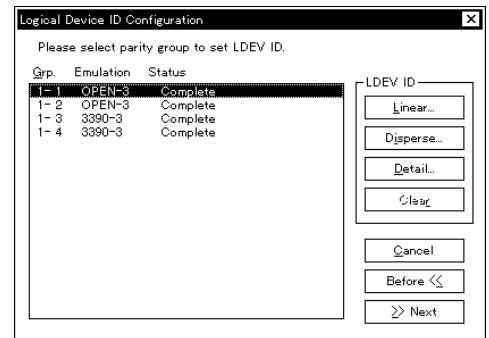 Logical Device ID Configuration
Please select parity group to set LDEV ID.
Grp. Emulation Status
1- 1 OPEN-3 Complete
1- 2 OPEN-3 Complete
1- 3 3390-3 Complete
1- 4 3390-3 Complete
LDEV ID
Linear...
Disperse...
Detail...
Clear
Cancel
Before <<
>> Next